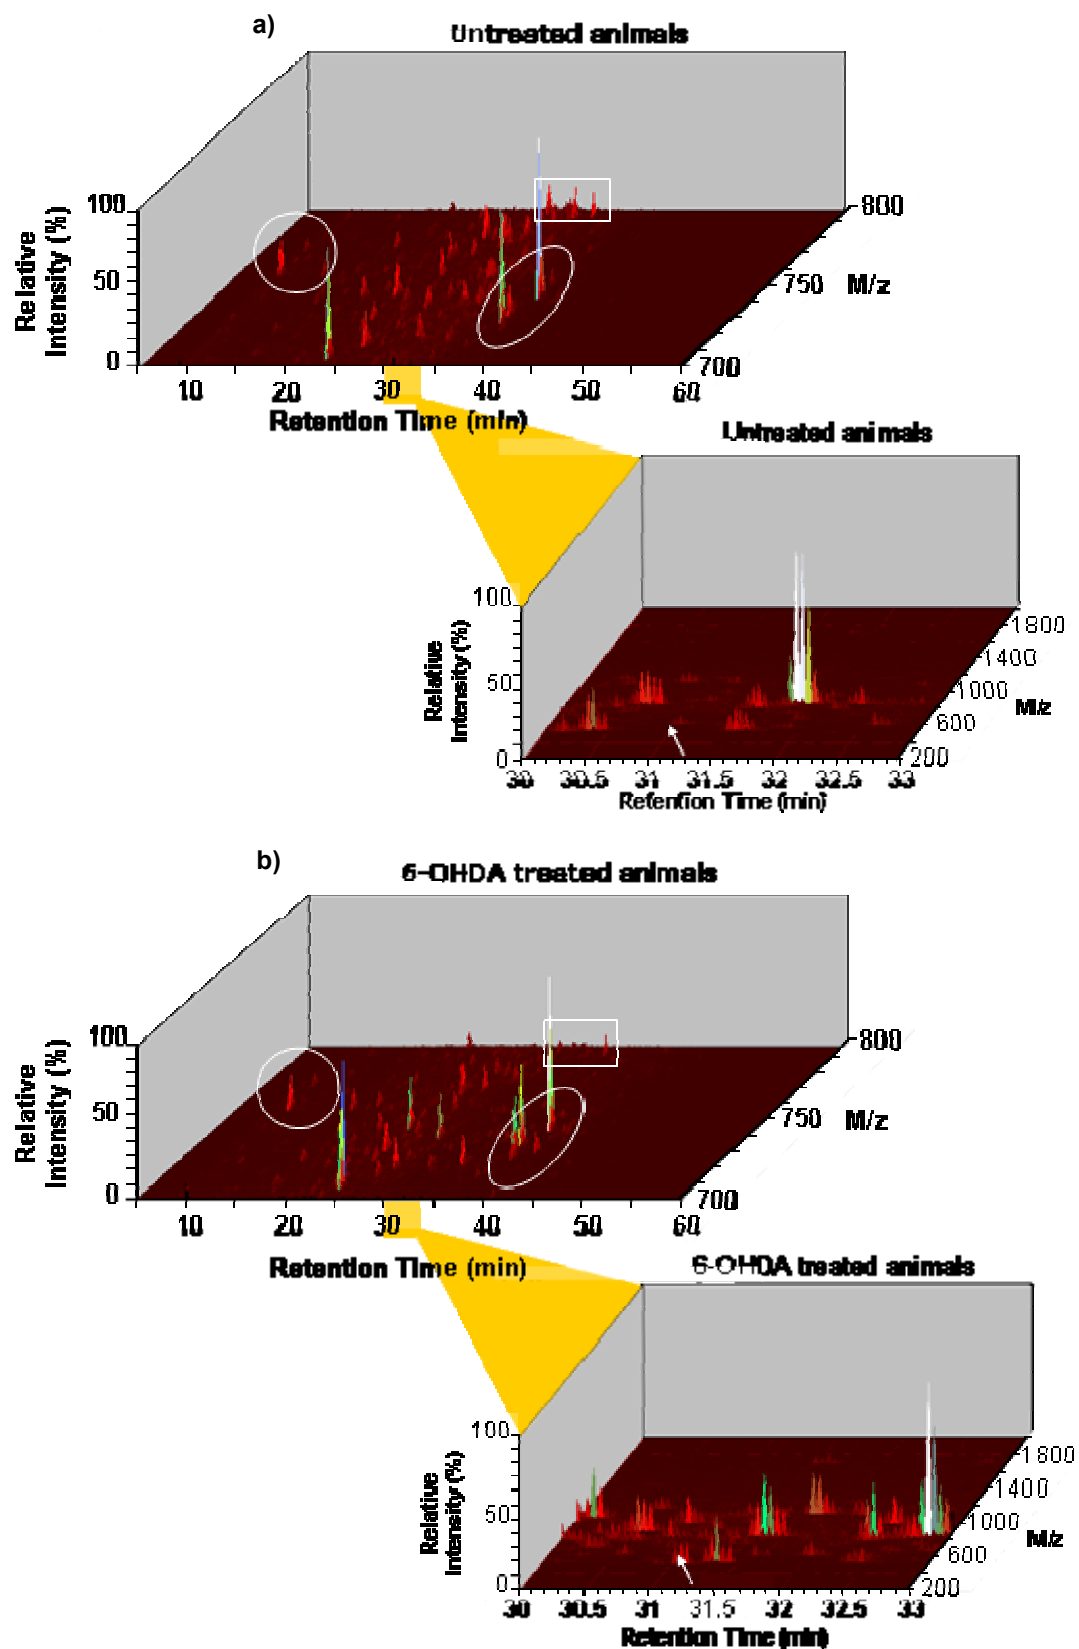 a)
Untreated animals
Relative
Intensity (%)
100
50
0
10
20
30
40
50
60
Retention Time (min)
700
750
800
M/z
Untreated animals
Relative
Intensity (%)
100
50
0
30
30.5
31
31.5
32
32.5
33
Retention Time (min)
200
600
1000
1400
1800
M/z
b)
6-OHDA treated animals
Relative
Intensity (%)
100
50
0
10
20
30
40
50
60
Retention Time (min)
700
750
800
M/z
6-OHDA treated animals
Relative
Intensity (%)
100
50
0
30
30.5
31
31.5
32
32.5
33
Retention Time (min)
200
600
1000
1400
1800
M/z